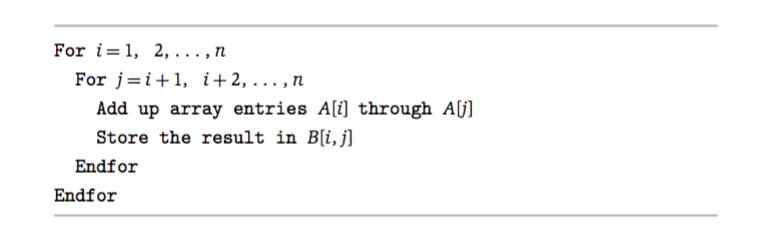 For i=1, 2,...,n
For j=i+1, i+2,...,n
Add up array entries A[i] through A[j]
Store the result in B[i,j]
Endfor
Endfor